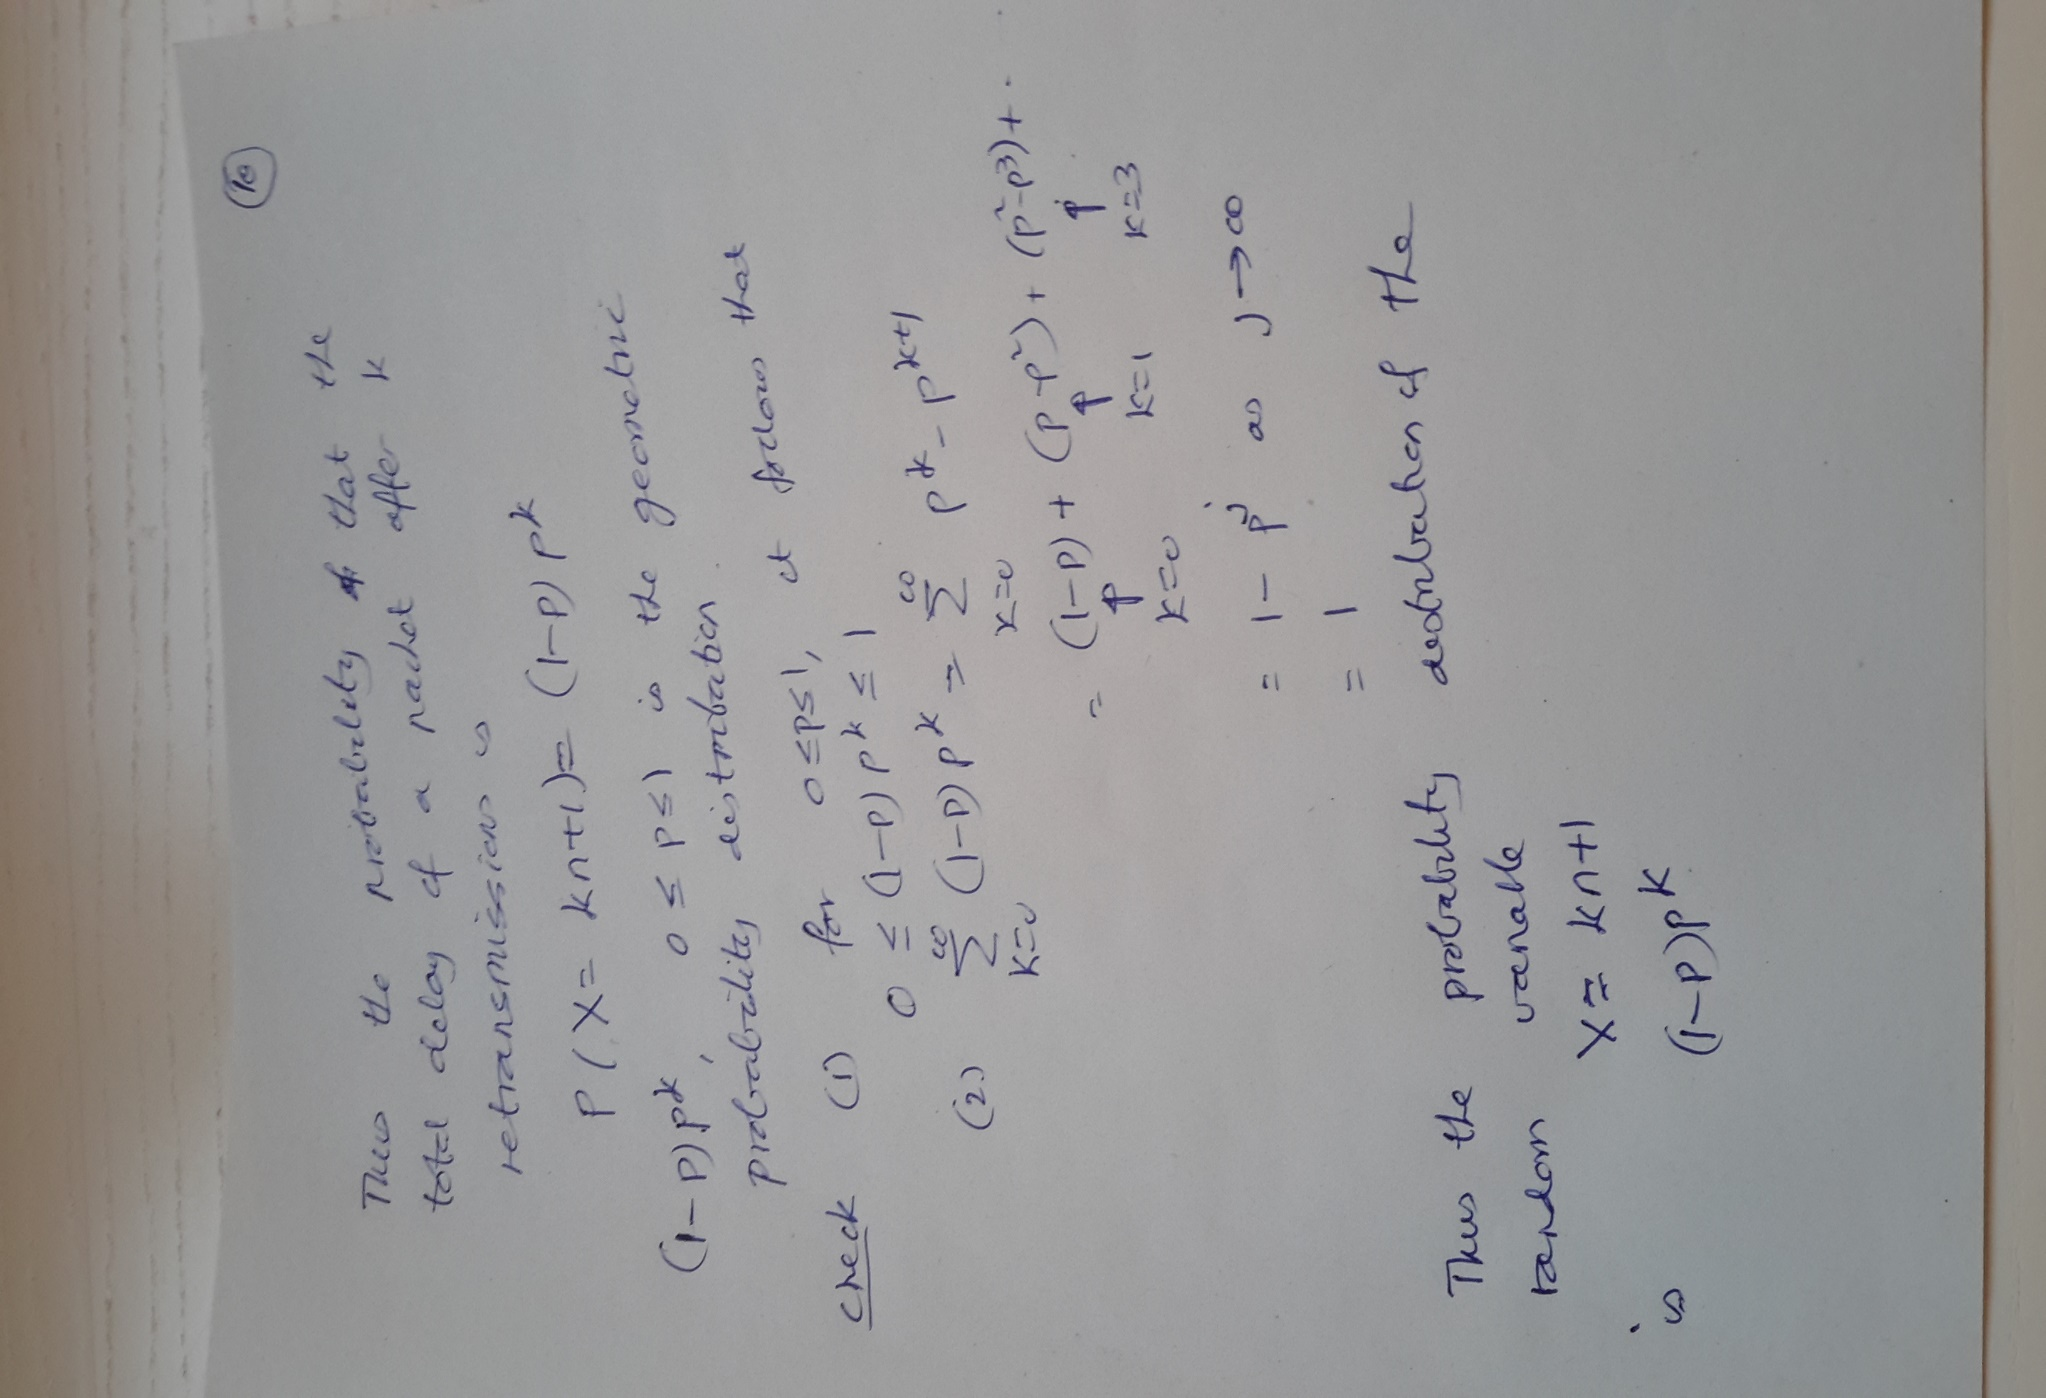 10
Thus the probability that the
total delay of a packet after k
retransmissions is
P(X = kn+1) = (1-P) P^k
(1-P)P^k, 0 ≤ P ≤ 1 is the geometric
probability distribution.
Check (1) for 0≤P≤1, it follows that
0 ≤ (1-P) P^k ≤ 1
(2) ∑_{k=0}^{∞} (1-P) P^k = ∑_{k=0}^{∞} P^k - P^{k+1}
= (1-P) + (P-P²) + (P²-P³) + ..
↑ ↑ ↑
k=0 k=1 k=3
= 1 - P^j as j → ∞
= 1
Thus the probability distribution of the
random variable
X = kn+1
is (1-P)P^k